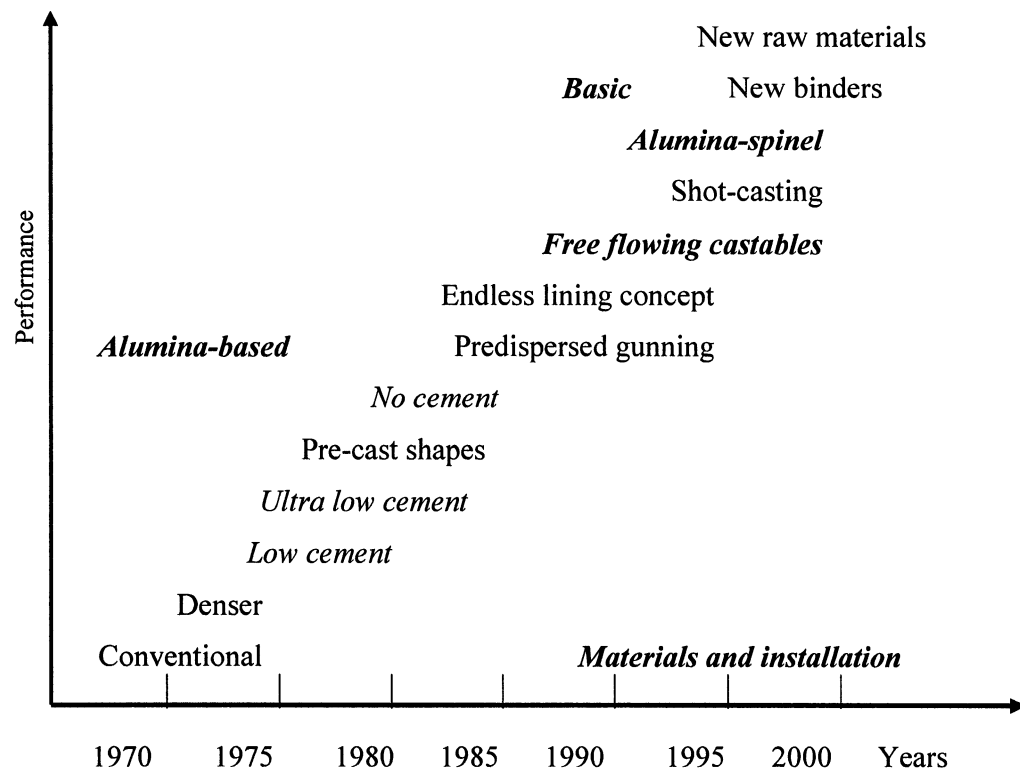 New raw materials
Basic New binders
Alumina-spinel
Shot-casting
Free flowing castables
Endless lining concept
Alumina-based Predispersed gunning
No cement
Pre-cast shapes
Ultra low cement
Low cement
Denser
Conventional Materials and installation
Performance
1970 1975 1980 1985 1990 1995 2000 Years